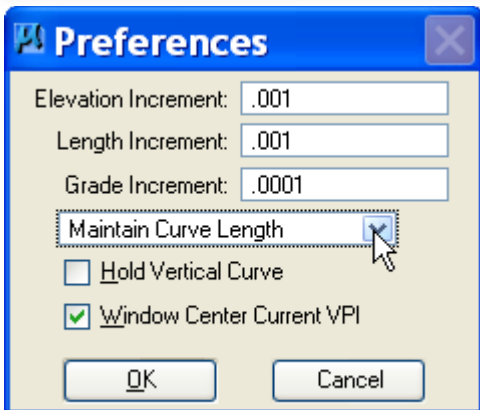 Preferences
Elevation Increment: .001
Length Increment: .001
Grade Increment: .0001
Maintain Curve Length
Hold Vertical Curve
Window Center Current VPI
OK Cancel